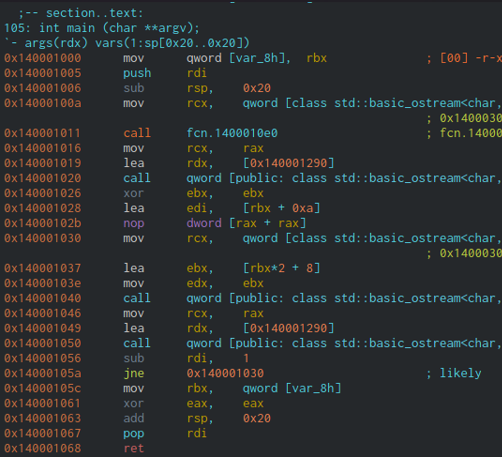 ;-- section..text:
105: int main (char **argv);
`- args(rdx) vars(1:sp[0x20..0x20])
0x140001000 mov qword [var_8h], rbx ; [00] -r-x
0x140001005 push rdi
0x140001006 sub rsp, 0x20
0x14000100a mov rcx, qword [class std::basic_ostream<char,
; 0x1400030
0x140001011 call fcn.1400010e0 ; fcn.14000
0x140001016 mov rcx, rax
0x140001019 lea rdx, [0x140001290]
0x140001020 call qword [public: class std::basic_ostream<char,
0x140001026 xor ebx, ebx
0x140001028 lea edi, [rbx + 0xa]
0x14000102b nop dword [rax + rax]
0x140001030 mov rcx, qword [class std::basic_ostream<char,
; 0x1400030
0x140001037 lea ebx, [rbx*2 + 8]
0x14000103e mov edx, ebx
0x140001040 call qword [public: class std::basic_ostream<char,
0x140001046 mov rcx, rax
0x140001049 lea rdx, [0x140001290]
0x140001050 call qword [public: class std::basic_ostream<char,
0x140001056 sub rdi, 1
0x14000105a jne 0x140001030 ; likely
0x14000105c mov rbx, qword [var_8h]
0x140001061 xor eax, eax
0x140001063 add rsp, 0x20
0x140001067 pop rdi
0x140001068 ret